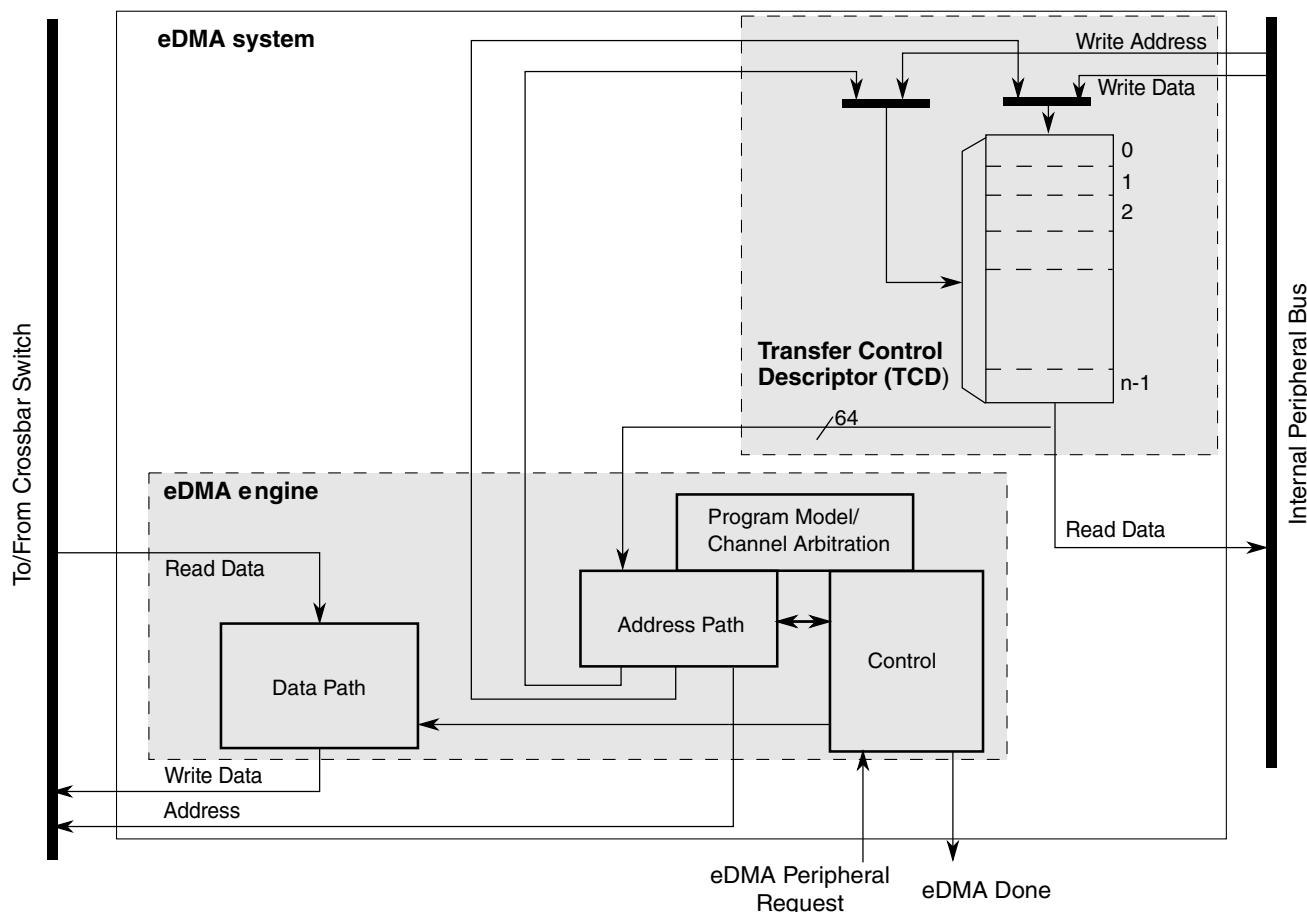 eDMA system
Write Address
Write Data
0
1
2
n-1
Transfer Control
Descriptor (TCD)
64
To/From Crossbar Switch
Internal Peripheral Bus
eDMA engine
Program Model/
Channel Arbitration
Read Data
Read Data
Address Path
Control
Data Path
Write Data
Address
eDMA Peripheral
Request
eDMA Done